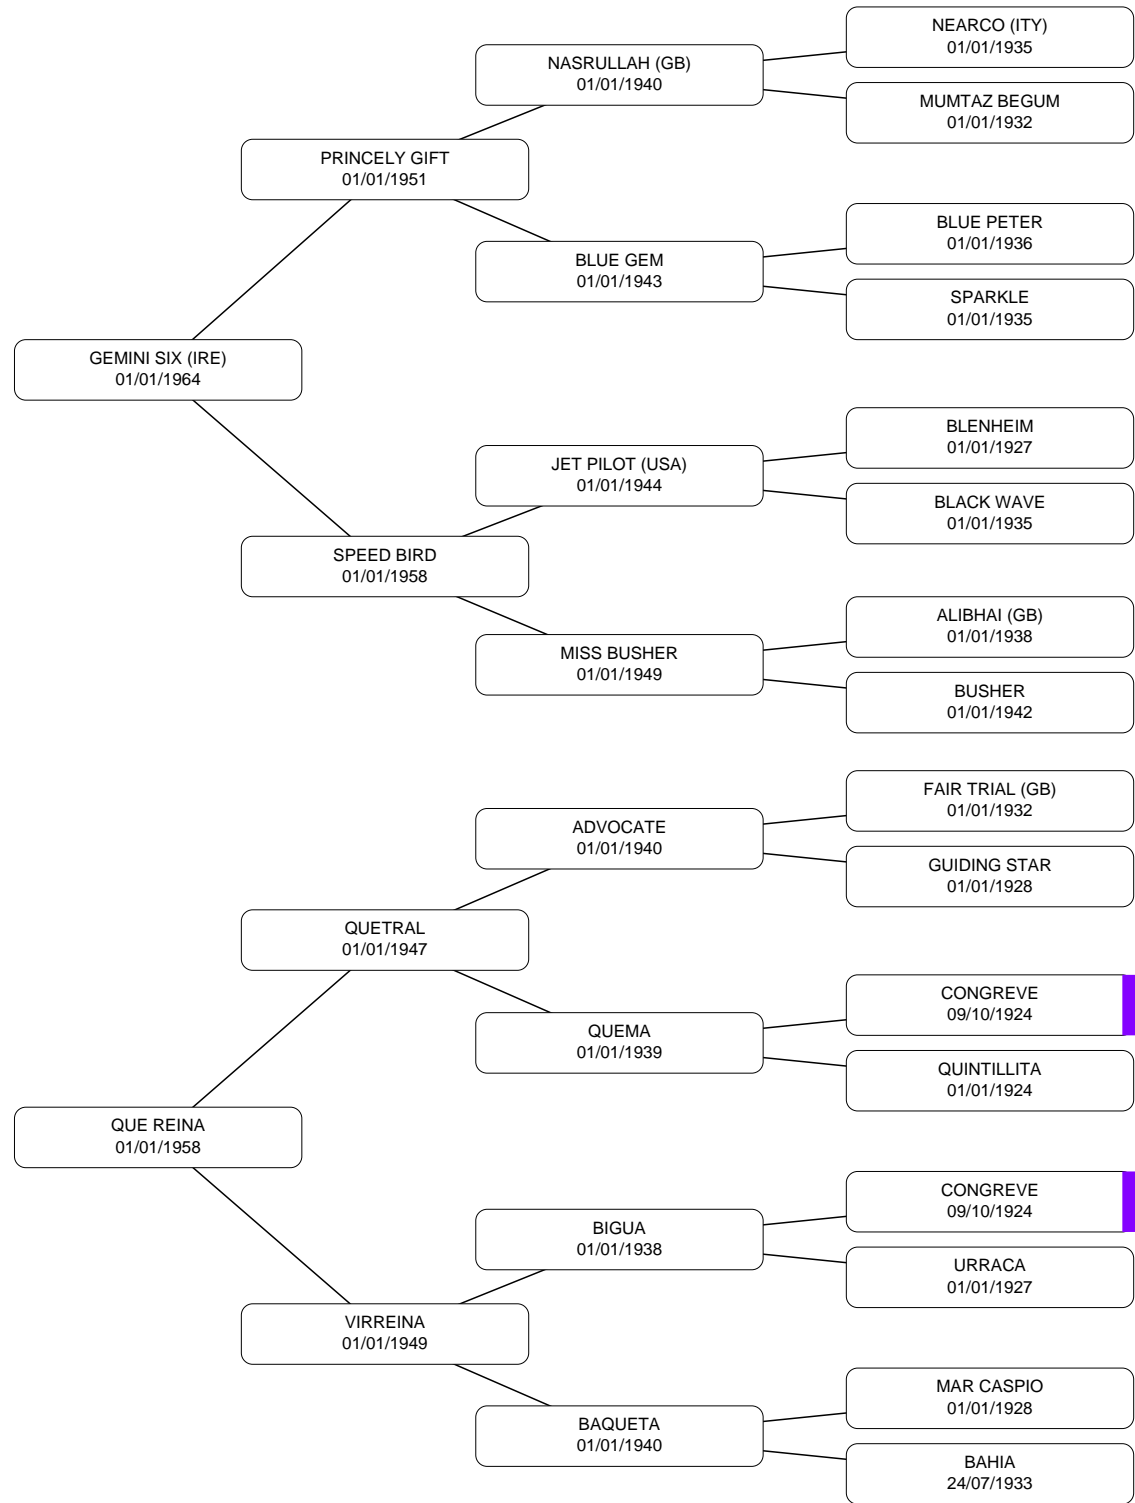 NEARCO (ITY)
01/01/1935
NASRULLAH (GB)
01/01/1940
MUMTAZ BEGUM
01/01/1932
PRINCELY GIFT
01/01/1951
BLUE PETER
01/01/1936
BLUE GEM
01/01/1943
SPARKLE
01/01/1935
GEMINI SIX (IRE)
01/01/1964
BLENHEIM
01/01/1927
JET PILOT (USA)
01/01/1944
BLACK WAVE
01/01/1935
SPEED BIRD
01/01/1958
ALIBHAI (GB)
01/01/1938
MISS BUSHER
01/01/1949
BUSHER
01/01/1942
FAIR TRIAL (GB)
01/01/1932
ADVOCATE
01/01/1940
GUIDING STAR
01/01/1928
QUETRAL
01/01/1947
CONGREVE
09/10/1924
QUEMA
01/01/1939
QUINTILLITA
01/01/1924
QUE REINA
01/01/1958
CONGREVE
09/10/1924
BIGUA
01/01/1938
URRACA
01/01/1927
VIRREINA
01/01/1949
MAR CASPIO
01/01/1928
BAQUETA
01/01/1940
BAHIA
24/07/1933